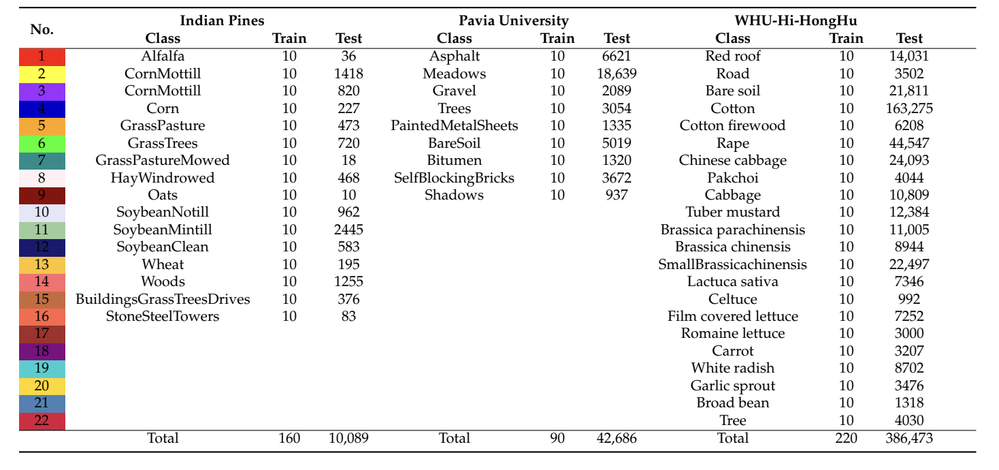 Indian Pines Pavia University WHU-Hi-HongHu
No. Class Train Test Class Train Test Class Train Test
1 Alfalfa 10 36 Asphalt 10 6621 Red roof 10 14,031
2 CornMottill 10 1418 Meadows 10 18,639 Road 10 3502
3 CornMottill 10 820 Gravel 10 2089 Bare soil 10 21,811
4 Corn 10 227 Trees 10 3054 Cotton 10 163,275
5 GrassPasture 10 473 PaintedMetalSheets 10 1335 Cotton firewood 10 6208
6 GrassTrees 10 720 BareSoil 10 5019 Rape 10 44,547
7 GrassPastureMowed 10 18 Bitumen 10 1320 Chinese cabbage 10 24,093
8 HayWindrowed 10 468 SelfBlockingBricks 10 3672 Pakchoi 10 4044
9 Oats 10 10 Shadows 10 937 Cabbage 10 10,809
10 SoybeanNotill 10 962 Tuber mustard 10 12,384
11 SoybeanMintill 10 2445 Brassica parachinensis 10 11,005
12 SoybeanClean 10 583 Brassica chinensis 10 8944
13 Wheat 10 195 SmallBrassicachinensis 10 22,497
14 Woods 10 1255 Lactuca sativa 10 7346
15 BuildingsGrassTreesDrives 10 376 Celtuce 10 992
16 StoneSteelTowers 10 83 Film covered lettuce 10 7252
17 Romaine lettuce 10 3000
18 Carrot 10 3207
19 White radish 10 8702
20 Garlic sprout 10 3476
21 Broad bean 10 1318
22 Tree 10 4030
Total 160 10,089 Total 90 42,686 Total 220 386,473